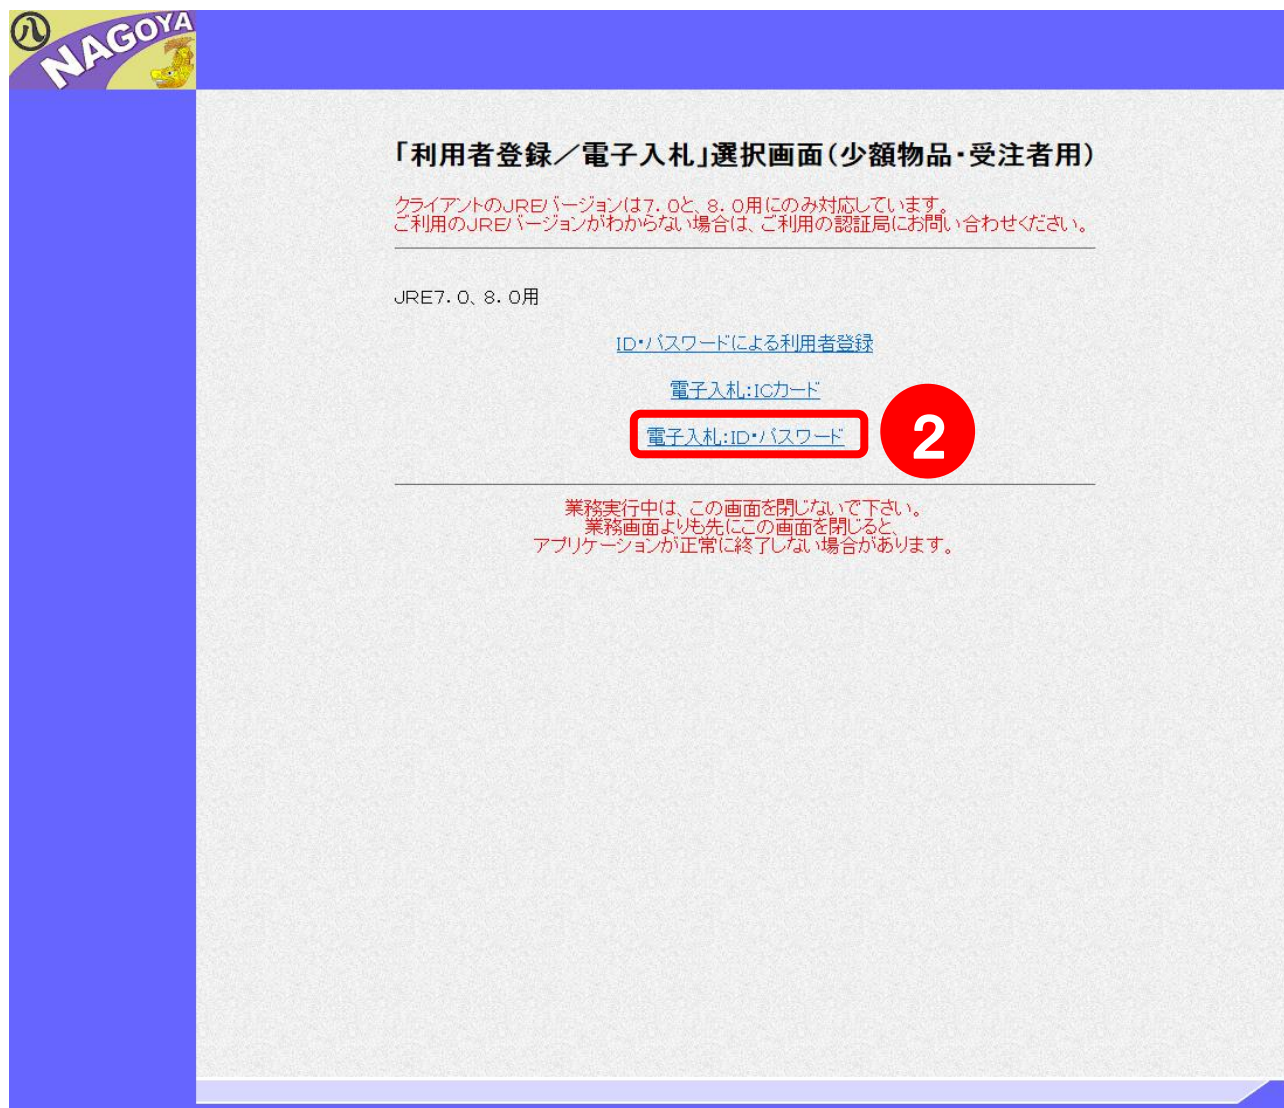 八
NAGOYA
「利用者登録／電子入札」選択画面(少額物品・受注者用)
クライアントのJREバージョンは7．0と、8．0用にのみ対応しています。
ご利用のJREバージョンがわからない場合は、ご利用の認証局にお問い合わせください。
JRE7．0、8．0用
ID・パスワードによる利用者登録
電子入札:ICカード
電子入札:ID・パスワード
2
業務実行中は、この画面を閉じないで下さい。
業務画面よりも先にこの画面を閉じると、
アプリケーションが正常に終了しない場合があります。